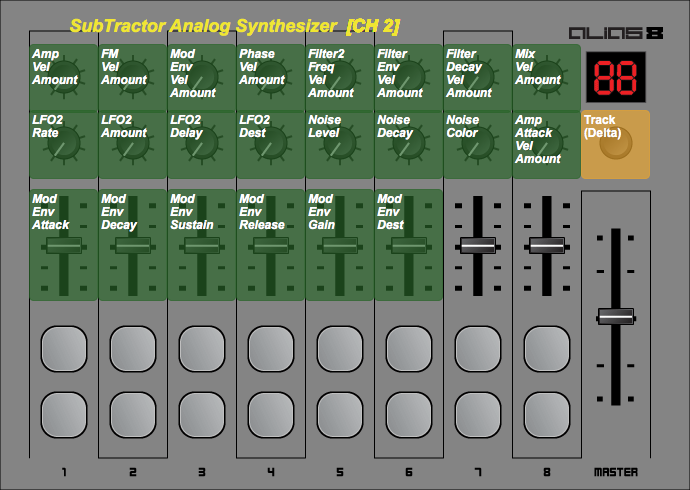 SubTractor Analog Synthesizer [CH 2]
ALIAS 8
Amp
Vel
Amount
FM
Vel
Amount
Mod
Env
Vel
Amount
Phase
Vel
Amount
Filter2
Freq
Vel
Amount
Filter
Env
Vel
Amount
Filter
Decay
Vel
Amount
Mix
Vel
Amount
88
LFO2
Rate
LFO2
Amount
LFO2
Delay
LFO2
Dest
Noise
Level
Noise
Decay
Noise
Color
Amp
Attack
Vel
Amount
Track
(Delta)
Mod
Env
Attack
Mod
Env
Decay
Mod
Env
Sustain
Mod
Env
Release
Mod
Env
Gain
Mod
Env
Dest
1 2 3 4 5 6 7 8 MASTER